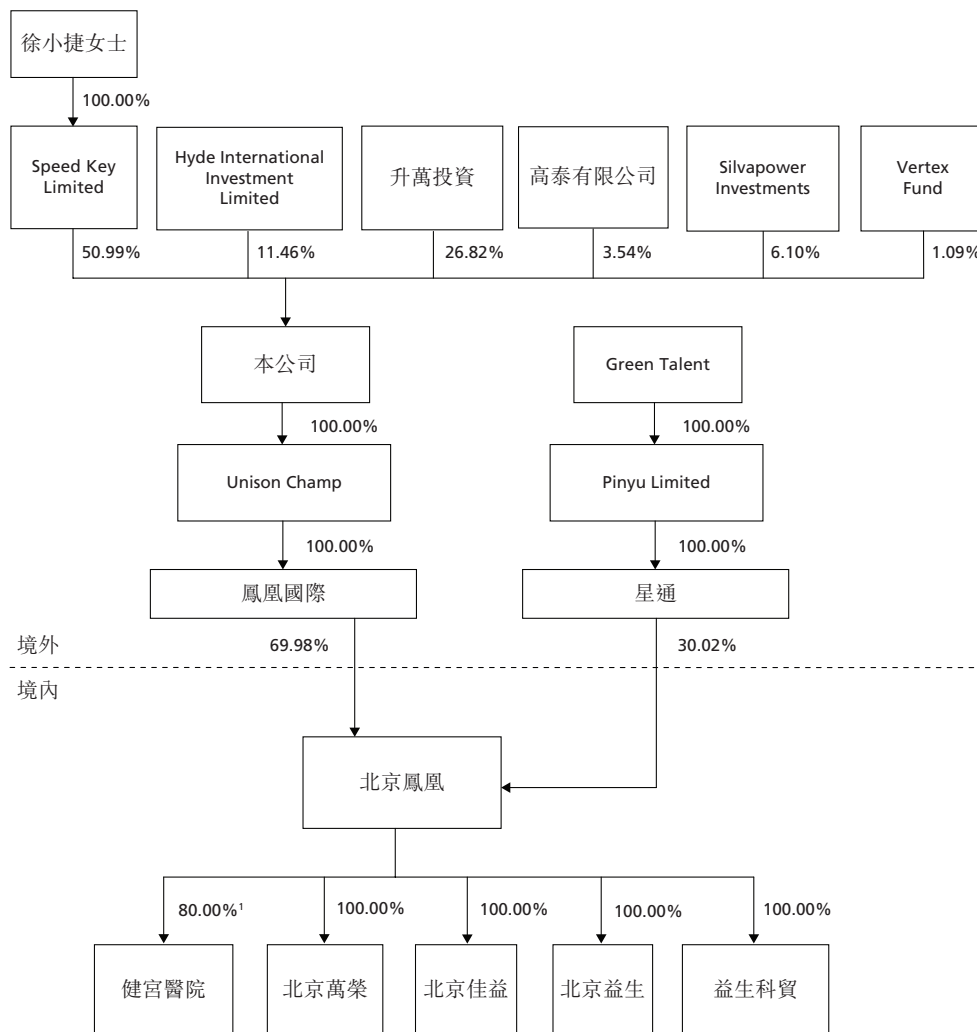 徐小捷女士
100.00%
Speed Key
Limited
Hyde International
Investment
Limited
升萬投資
高泰有限公司
Silvapower
Investments
Vertex
Fund
50.99%
11.46%
26.82%
3.54%
6.10%
1.09%
本公司
Green Talent
100.00%
100.00%
Unison Champ
Pinyu Limited
100.00%
100.00%
鳳凰國際
星通
境外
69.98%
30.02%
境內
北京鳳凰
80.00%¹
100.00%
100.00%
100.00%
100.00%
健宮醫院
北京萬榮
北京佳益
北京益生
益生科貿